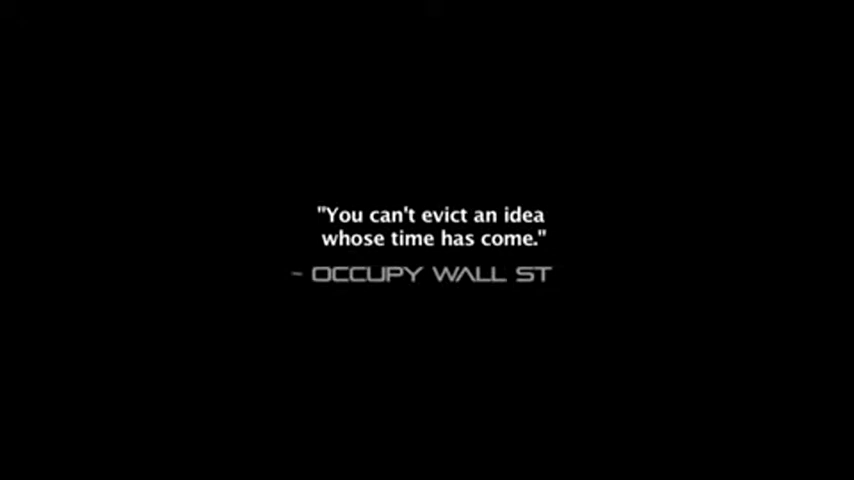 "You can't evict an idea
whose time has come."
~ OCCUPY WALL ST